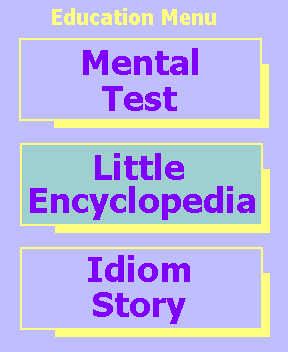 Education Menu
Mental
Test
Little
Encyclopedia
Idiom
Story